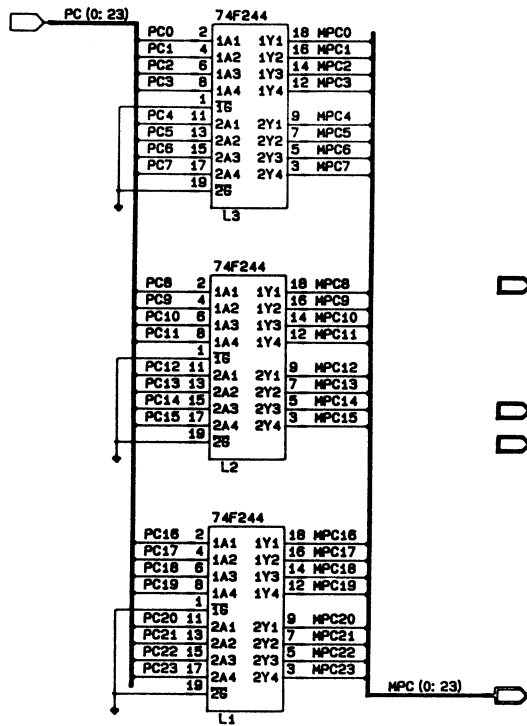 PC (0: 23)
74F244
PC0 2 1A1 1Y1 18 MPC0
PC1 4 1A2 1Y2 16 MPC1
PC2 6 1A3 1Y3 14 MPC2
PC3 8 1A4 1Y4 12 MPC3
1 1G
PC4 11 2A1 2Y1 9 MPC4
PC5 13 2A2 2Y2 7 MPC5
PC6 15 2A3 2Y3 5 MPC6
PC7 17 2A4 2Y4 3 MPC7
19 2G
L3
74F244
PC8 2 1A1 1Y1 18 MPC8
PC9 4 1A2 1Y2 16 MPC9
PC10 6 1A3 1Y3 14 MPC10
PC11 8 1A4 1Y4 12 MPC11
1 1G
PC12 11 2A1 2Y1 9 MPC12
PC13 13 2A2 2Y2 7 MPC13
PC14 15 2A3 2Y3 5 MPC14
PC15 17 2A4 2Y4 3 MPC15
19 2G
L2
74F244
PC16 2 1A1 1Y1 18 MPC16
PC17 4 1A2 1Y2 16 MPC17
PC18 6 1A3 1Y3 14 MPC18
PC19 8 1A4 1Y4 12 MPC19
1 1G
PC20 11 2A1 2Y1 9 MPC20
PC21 13 2A2 2Y2 7 MPC21
PC22 15 2A3 2Y3 5 MPC22
PC23 17 2A4 2Y4 3 MPC23
19 2G
L1
MPC (0: 23)